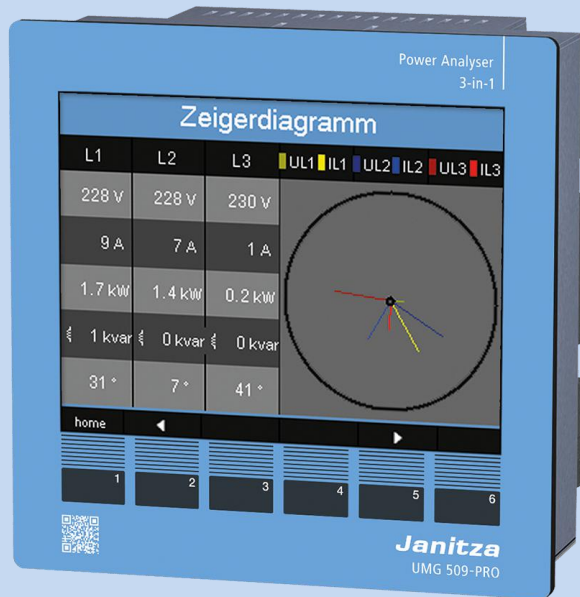 Power Analyser
3-in-1
Zeigerdiagramm
L1 L2 L3 UL1 IL1 UL2 IL2 UL3 IL3
228 V 228 V 230 V
9 A 7 A 1 A
1.7 kW 1.4 kW 0.2 kW
1 kvar 0 kvar 0 kvar
31 ° 7 ° 41 °
home ◀ ▶
1 2 3 4 5 6
Janitza
UMG 509-PRO